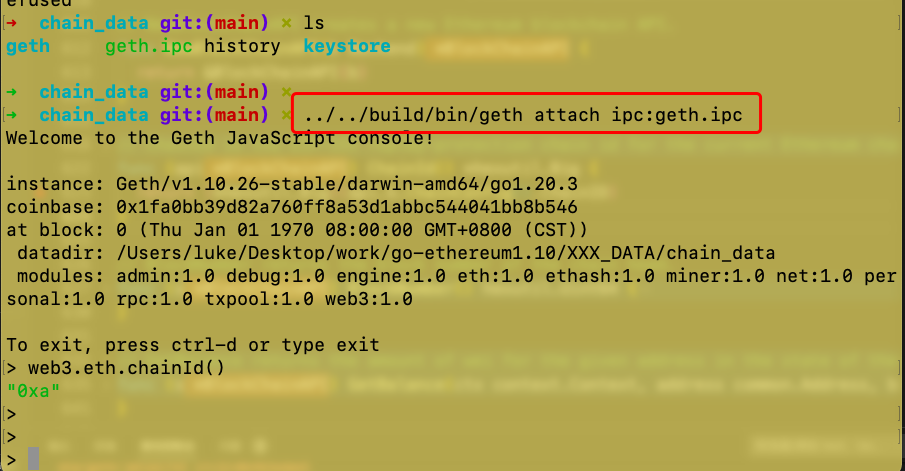 efused
➜ chain_data git:(main) × ls
geth geth.ipc history keystore
➜ chain_data git:(main) ×
➜ chain_data git:(main) × ../../build/bin/geth attach ipc:geth.ipc
Welcome to the Geth JavaScript console!
instance: Geth/v1.10.26-stable/darwin-amd64/go1.20.3
coinbase: 0x1fa0bb39d82a760ff8a53d1abbc544041bb8b546
at block: 0 (Thu Jan 01 1970 08:00:00 GMT+0800 (CST))
datadir: /Users/luke/Desktop/work/go-ethereum1.10/XXX_DATA/chain_data
modules: admin:1.0 debug:1.0 engine:1.0 eth:1.0 ethash:1.0 miner:1.0 net:1.0 per
sonal:1.0 rpc:1.0 txpool:1.0 web3:1.0
To exit, press ctrl-d or type exit
> web3.eth.chainId()
"0xa"
>
>
>